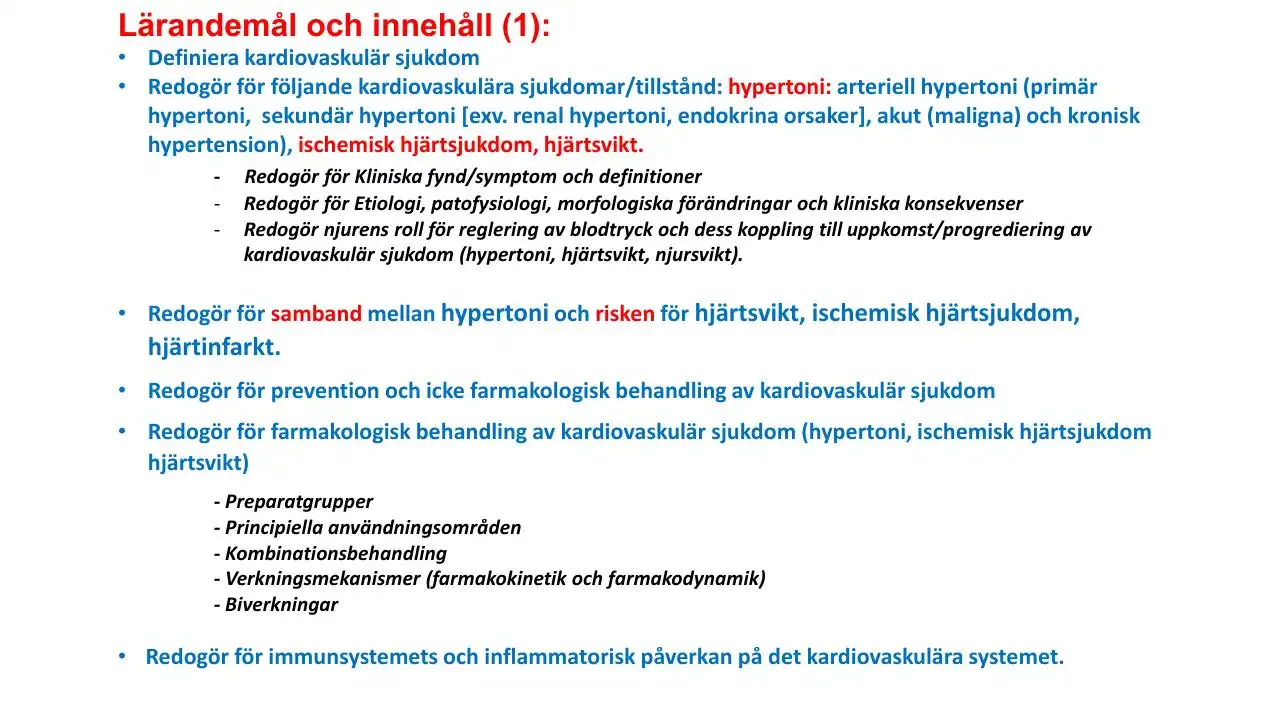 Lärandemål och innehåll (1):
• Definiera kardiovaskulär sjukdom
• Redogör för följande kardiovaskulära sjukdomar/tillstånd: hypertoni: arteriell hypertoni (primär
hypertoni, sekundär hypertoni [exv. renal hypertoni, endokrina orsaker], akut (maligna) och kronisk
hypertension), ischemisk hjärtsjukdom, hjärtsvikt.
- Redogör för Kliniska fynd/symptom och definitioner
- Redogör för Etiologi, patofysiologi, morfologiska förändringar och kliniska konsekvenser
- Redogör njurens roll för reglering av blodtryck och dess koppling till uppkomst/progrediering av
kardiovaskulär sjukdom (hypertoni, hjärtsvikt, njursvikt).
• Redogör för samband mellan hypertoni och risken för hjärtsvikt, ischemisk hjärtsjukdom,
hjärtinfarkt.
• Redogör för prevention och icke farmakologisk behandling av kardiovaskulär sjukdom
• Redogör för farmakologisk behandling av kardiovaskulär sjukdom (hypertoni, ischemisk hjärtsjukdom
hjärtsvikt)
- Preparatgrupper
- Principiella användningsområden
- Kombinationsbehandling
- Verkningsmekanismer (farmakokinetik och farmakodynamik)
- Biverkningar
• Redogör för immunsystemets och inflammatorisk påverkan på det kardiovaskulära systemet.